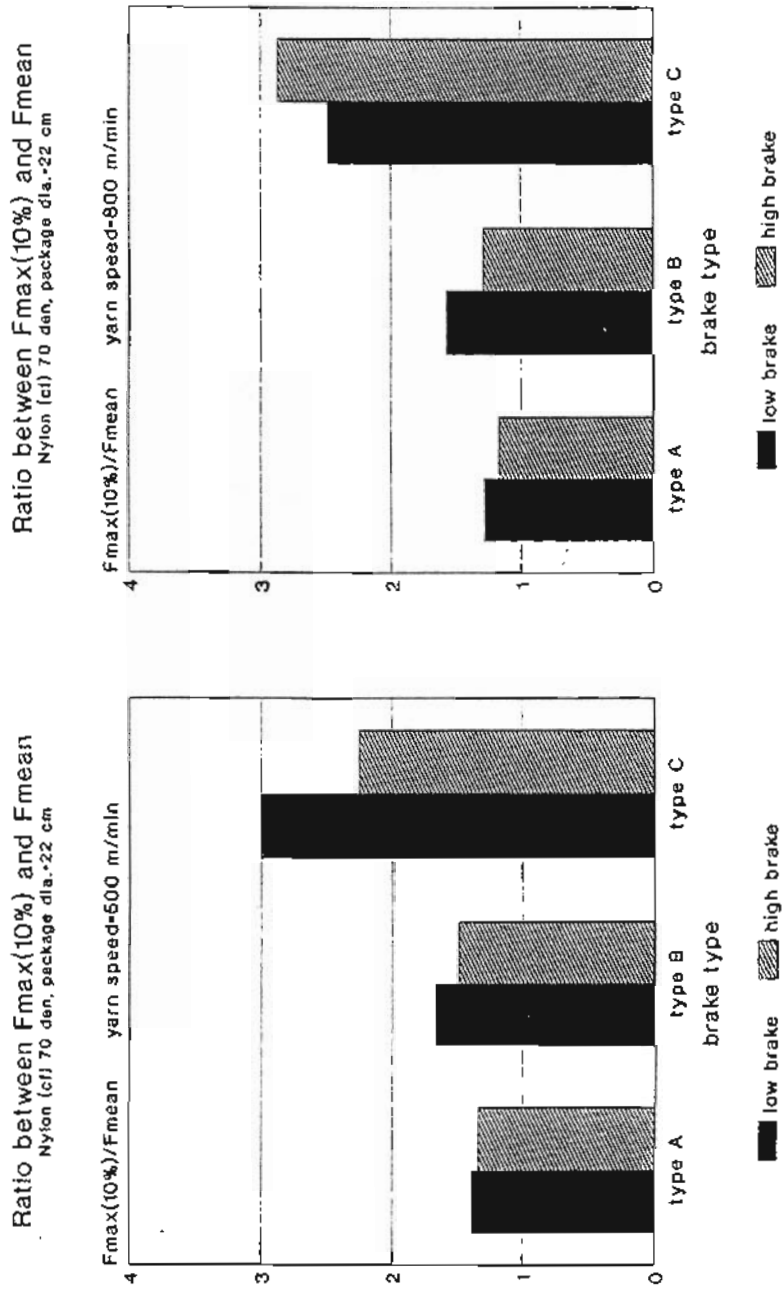 Ratio between Fmax(10%) and Fmean
Nylon (cf) 70 den, package dia.=22 cm
Fmax(10%)/Fmean yarn speed=500 m/min
4
3
2
1
0
type A type B type C
brake type
low brake high brake
Ratio between Fmax(10%) and Fmean
Nylon (cf) 70 den, package dia.=22 cm
Fmax(10%)/Fmean yarn speed=800 m/min
4
3
2
1
0
type A type B type C
brake type
low brake high brake